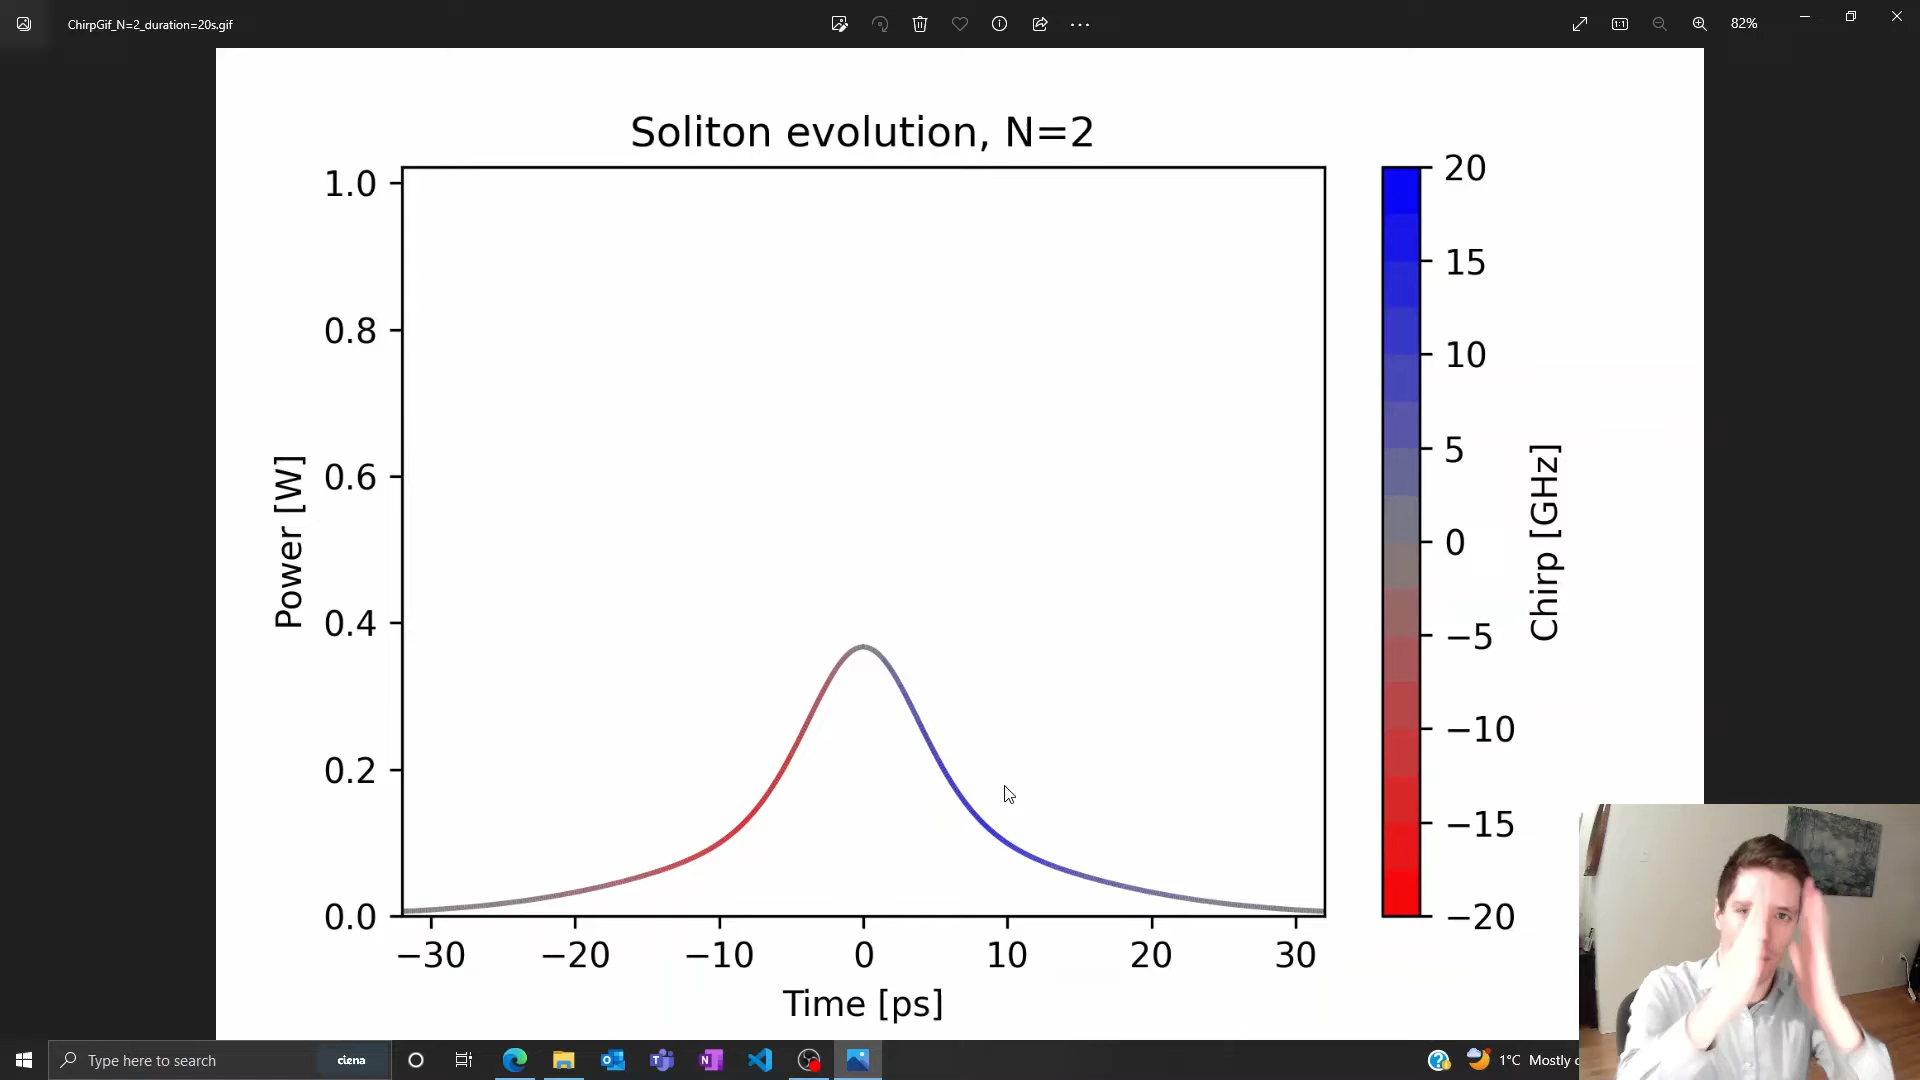 ChirpGif_N=2_duration=20s.gif
82%
Soliton evolution, N=2
1.0
0.8
0.6
0.4
0.2
0.0
Power [W]
−30 −20 −10 0 10 20 30
Time [ps]
20
15
10
5
0
−5
−10
−15
−20
Chirp [GHz]
Type here to search
ciena
1°C Mostly